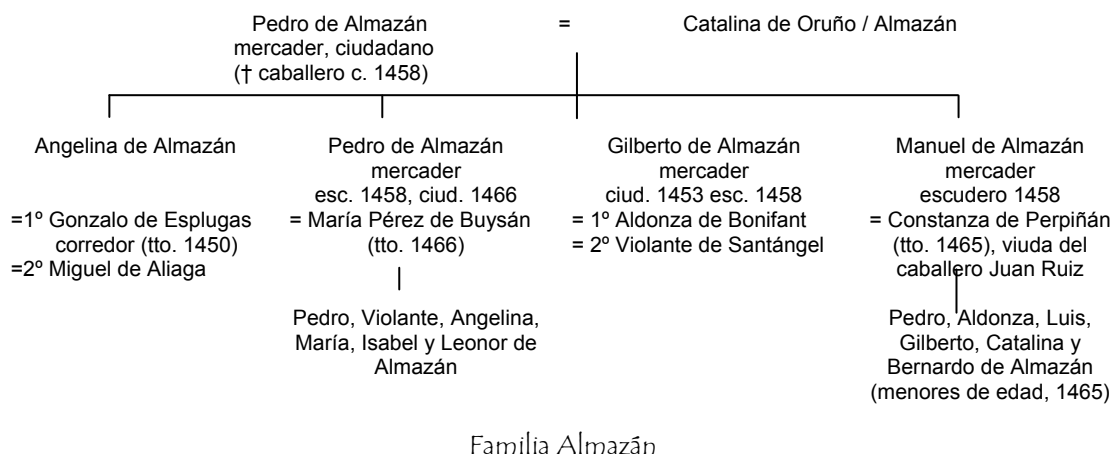 Pedro de Almazán = Catalina de Oruño / Almazán
mercader, ciudadano
(† caballero c. 1458)
Angelina de Almazán
=1º Gonzalo de Esplugas
corredor (tto. 1450)
=2º Miguel de Aliaga
Pedro de Almazán
mercader
esc. 1458, ciud. 1466
= María Pérez de Buysán
(tto. 1466)
Pedro, Violante, Angelina,
María, Isabel y Leonor de
Almazán
Gilberto de Almazán
mercader
ciud. 1453 esc. 1458
= 1º Aldonza de Bonifant
= 2º Violante de Santángel
Manuel de Almazán
mercader
escudero 1458
= Constanza de Perpiñán
(tto. 1465), viuda del
caballero Juan Ruiz
Pedro, Aldonza, Luis,
Gilberto, Catalina y
Bernardo de Almazán
(menores de edad, 1465)
Familia Almazán